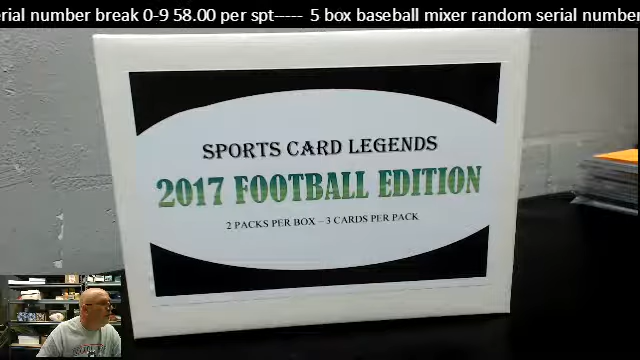 rial number break 0-9 58.00 per spt----- 5 box baseball mixer random serial number
SPORTS CARD LEGENDS
2017 FOOTBALL EDITION
2 PACKS PER BOX – 3 CARDS PER PACK